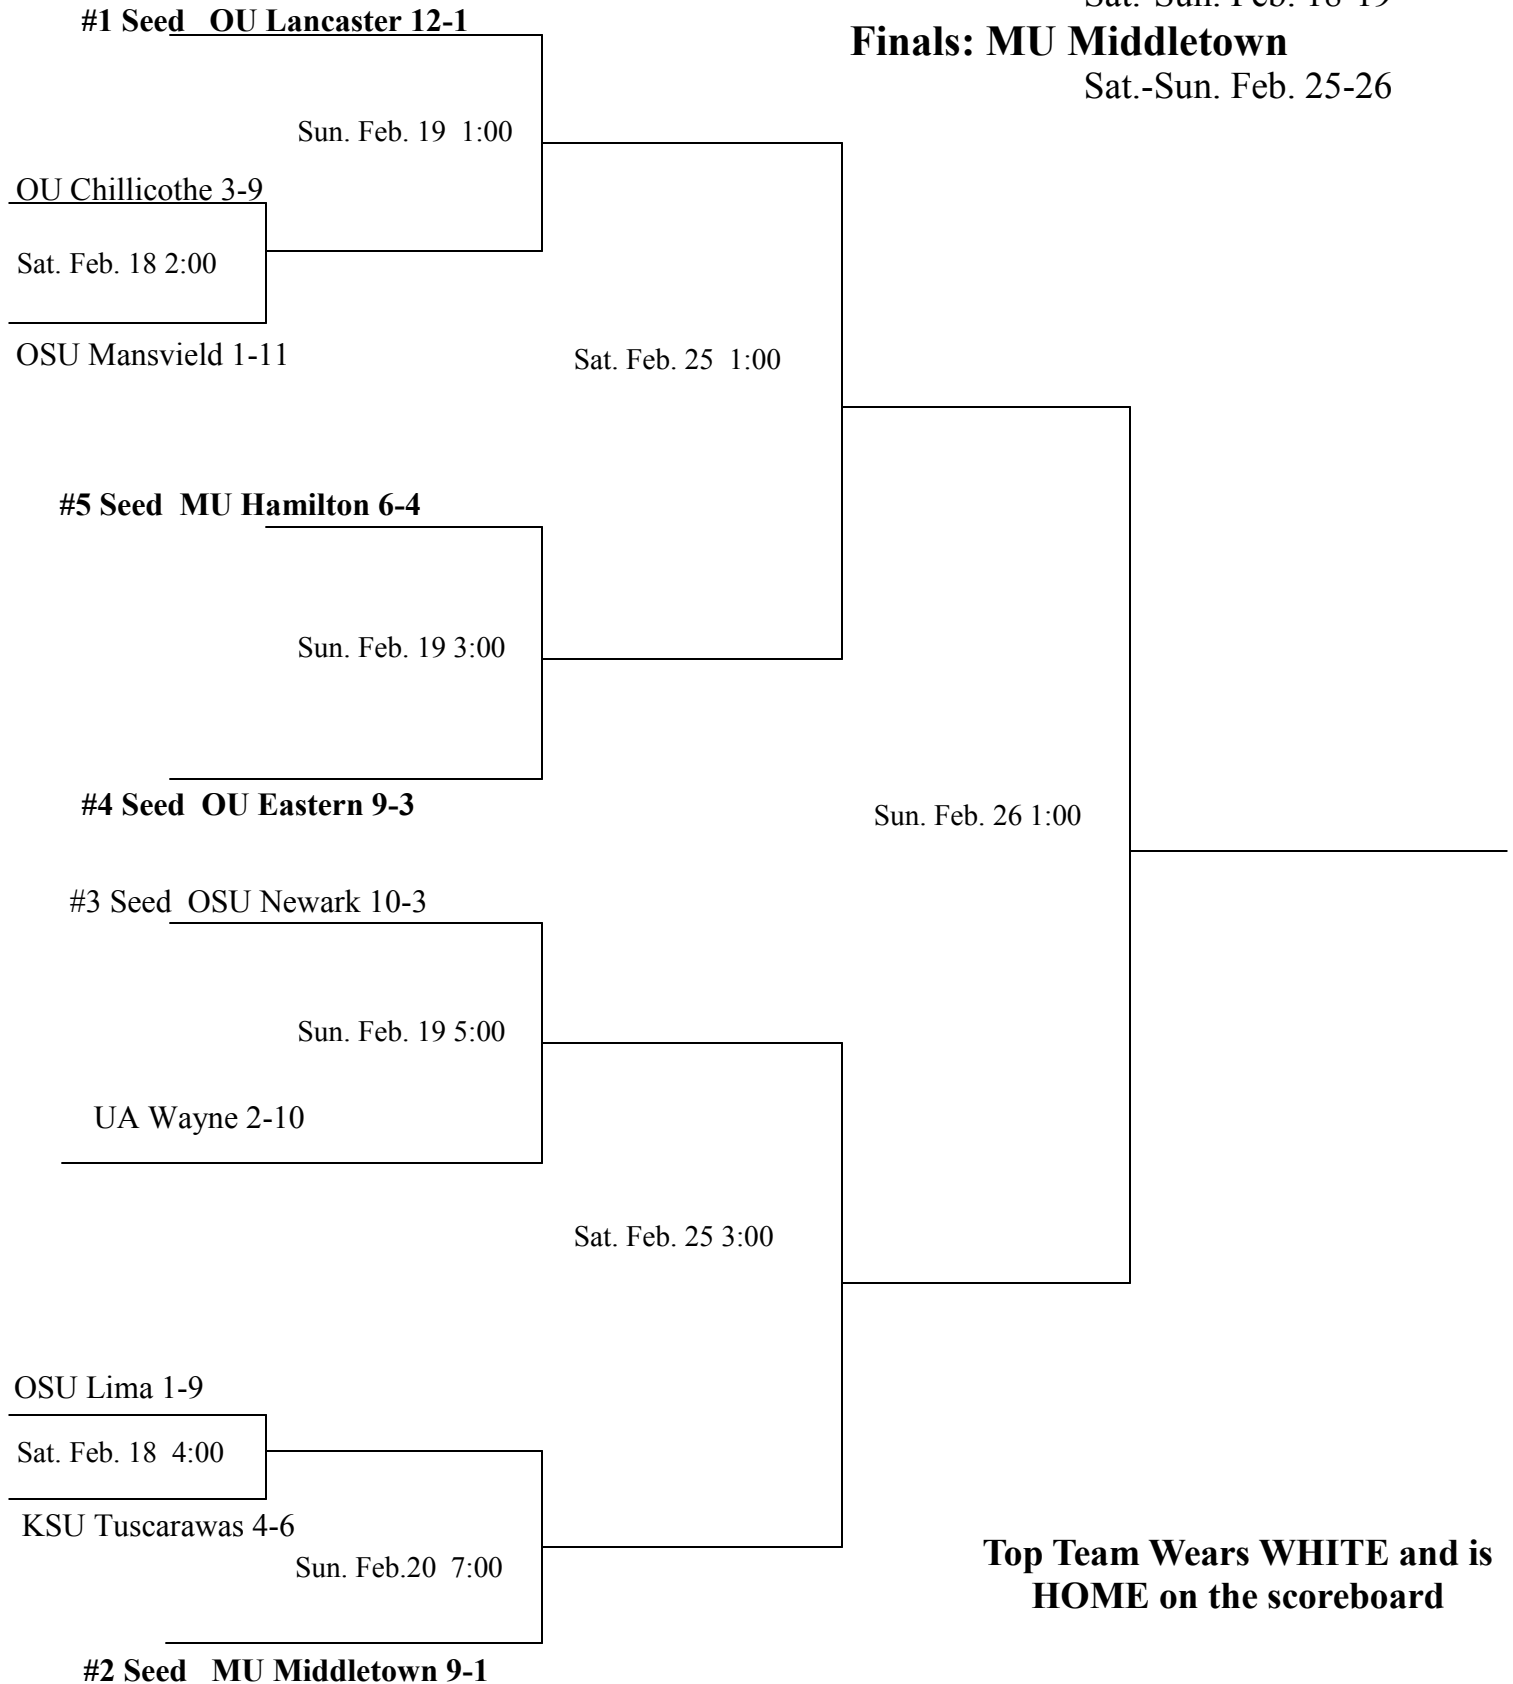 Sat.-Sun. Feb. 18-19
#1 Seed   OU Lancaster 12-1
Finals: MU Middletown
Sat.-Sun. Feb. 25-26
Sun. Feb. 19  1:00
OU Chillicothe 3-9
Sat. Feb. 18 2:00
OSU Mansvield 1-11
Sat. Feb. 25  1:00
#5 Seed  MU Hamilton 6-4
Sun. Feb. 19 3:00
#4 Seed  OU Eastern 9-3
Sun. Feb. 26 1:00
#3 Seed  OSU Newark 10-3
Sun. Feb. 19 5:00
UA Wayne 2-10
Sat. Feb. 25 3:00
OSU Lima 1-9
Sat. Feb. 18  4:00
KSU Tuscarawas 4-6
Sun. Feb.20  7:00
Top Team Wears WHITE and is
HOME on the scoreboard
#2 Seed   MU Middletown 9-1